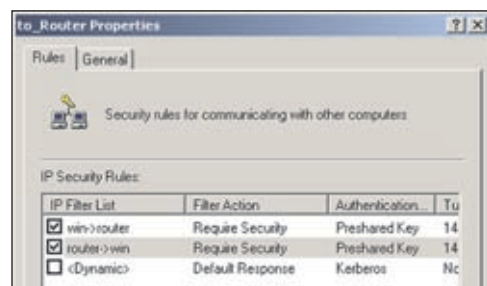 to_Router Properties
Rules General
Security rules for communicating with other computers
IP Security Rules:
IP Filter List Filter Action Authentication... Tu
win->router Require Security Preshared Key 14
router->win Require Security Preshared Key 14
<Dynamic> Default Response Kerberos Nc